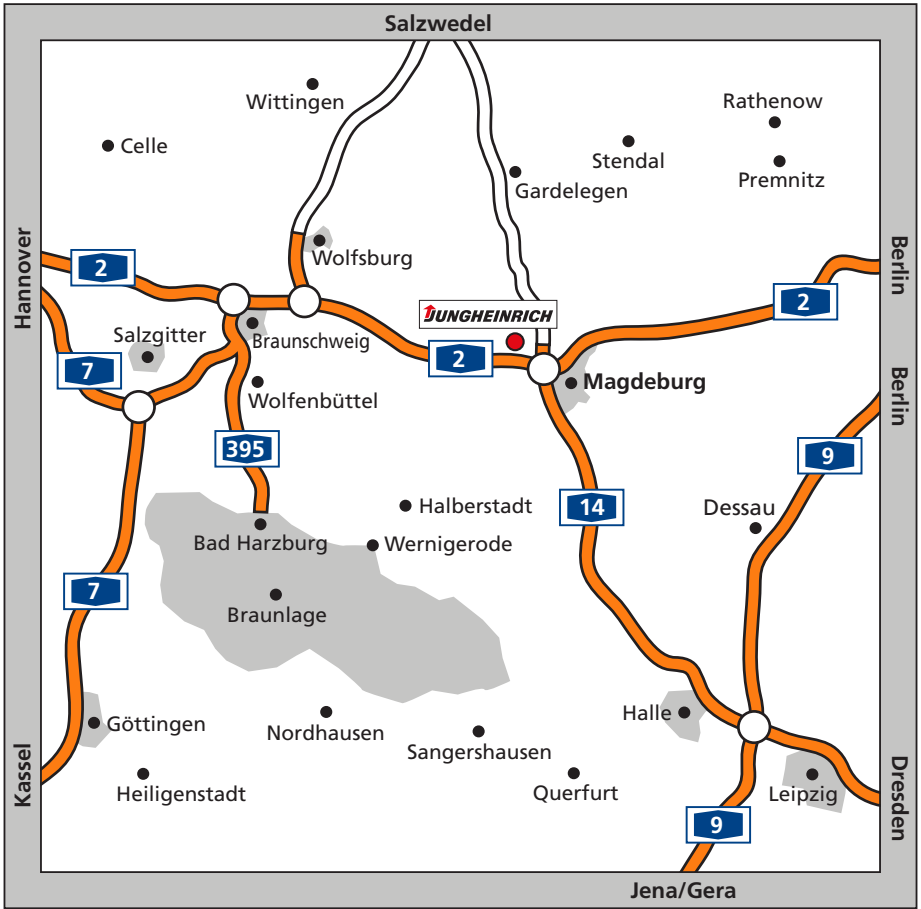 Salzwedel
Wittingen
Rathenow
Celle
Stendal
Premnitz
Gardelegen
Hannover
Wolfsburg
Berlin
2
2
JUNGHEINRICH
Salzgitter
Braunschweig
2
7
Magdeburg
Berlin
Wolfenbüttel
395
9
Halberstadt
14
Dessau
Bad Harzburg
Wernigerode
7
Braunlage
Göttingen
Nordhausen
Halle
Sangershausen
Kassel
Heiligenstadt
Querfurt
Leipzig
Dresden
9
Jena/Gera